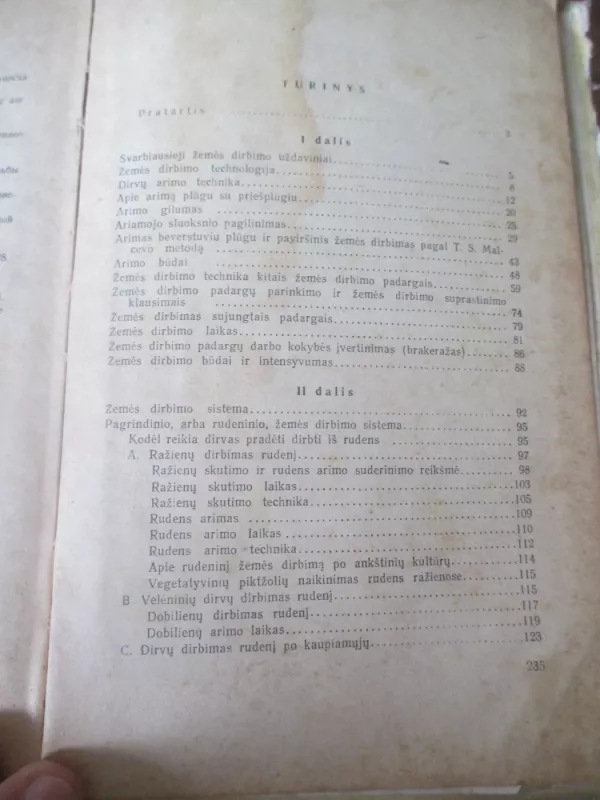 TURINYS
Pratartis
I dalis
Svarbiausieji žemės dirbimo uždaviniai 5
Žemės dirbimo technologija 8
Dirvų arimo technika 12
Apie arimą plūgu su priešplūgiu 20
Arimo gilumas 25
Ariamojo sluoksnio pagilinimas 29
Arimas beverstuviu plūgu ir paviršinis žemės dirbimas pagal T. S. Mal-
cevo metodą 43
Arimo būdai 48
Žemės dirbimo technika kitais žemės dirbimo padargais 59
Žemės dirbimo padargų parinkimo ir žemės dirbimo suprastinimo
klausimais 74
Žemės dirbimas sujungtais padargais 79
Žemės dirbimo laikas 81
Žemės dirbimo padargų darbo kokybės įvertinimas (brakeražas) 86
Žemės dirbimo būdai ir intensyvumas 88
II dalis
Žemės dirbimo sistema 92
Pagrindinio, arba rudeninio, žemės dirbimo sistema 95
Kodėl reikia dirvas pradėti dirbti iš rudens 95
A. Ražienų dirbimas rudenį 97
Ražienų skutimo ir rudens arimo suderinimo reikšmė 98
Ražienų skutimo laikas 103
Ražienų skutimo technika 105
Rudens arimas 109
Rudens arimo laikas 110
Rudens arimo technika 112
Apie rudeninį žemės dirbimą po ankštinių kultūrų 114
Vegetatyvinių piktžolių naikinimas rudens ražienose 115
B Velėninių dirvų dirbimas rudenį 115
Dobilienų dirbimas rudenį 117
Dobilienų arimo laikas 119
C. Dirvų dirbimas rudenį po kaupiamųjų 123
235